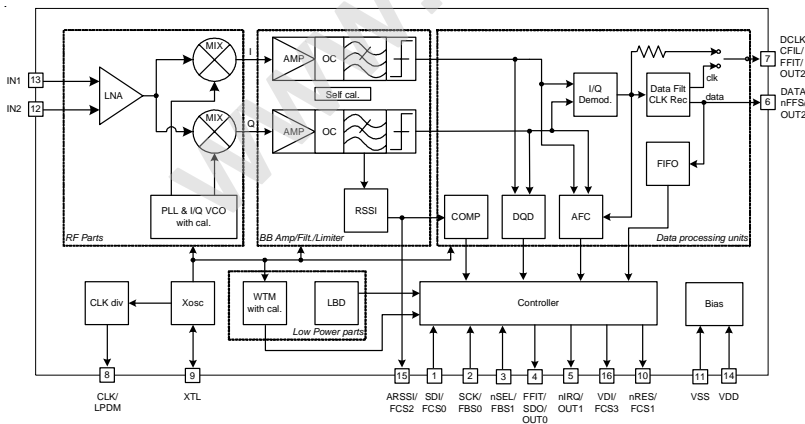 MIX
I
AMP
OC
Self cal.
LNA
MIX
Q
AMP
OC
PLL & I/Q VCO
with cal.
RF Parts
RSSI
BB Amp/Filt./Limiter
I/Q
Demod.
Data Filt
CLK Rec
clk
data
FIFO
COMP
DQD
AFC
Data processing units
IN1
13
IN2
12
7
DCLK
CFIL/
FFIT/
6
DATA
nFFS/
CLK div
Xosc
WTM
with cal.
LBD
Low Power parts
Controller
Bias
8
9
15
1
2
3
4
5
16
10
11
14
CLK/
LPDM
XTL
ARSSI/
FCS2
SDI/
FCS0
SCK/
FBS0
nSEL/
FBS1
FFIT/
SDO/
OUT0
nIRQ/
OUT1
VDI/
FCS3
nRES/
FCS1
VSS
VDD